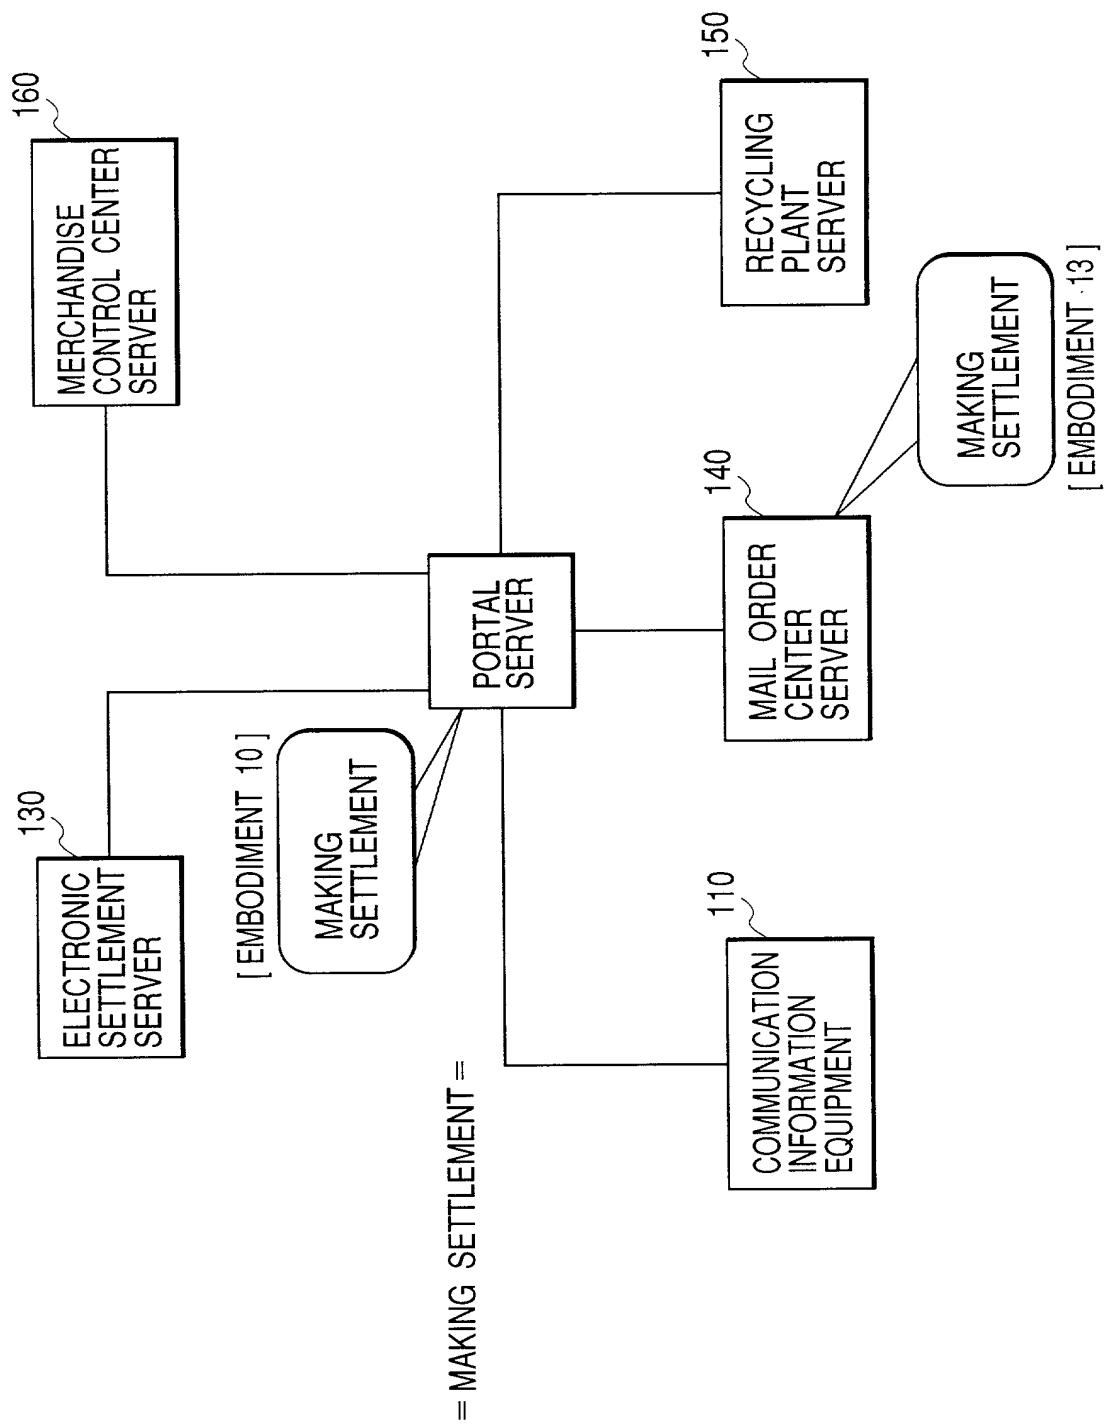 = MAKING SETTLEMENT =
130
ELECTRONIC
SETTLEMENT
SERVER
160
MERCHANDISE
CONTROL CENTER
SERVER
[EMBODIMENT 10]
MAKING
SETTLEMENT
PORTAL
SERVER
110
COMMUNICATION
INFORMATION
EQUIPMENT
140
MAIL ORDER
CENTER
SERVER
150
RECYCLING
PLANT
SERVER
MAKING
SETTLEMENT
[EMBODIMENT 13]